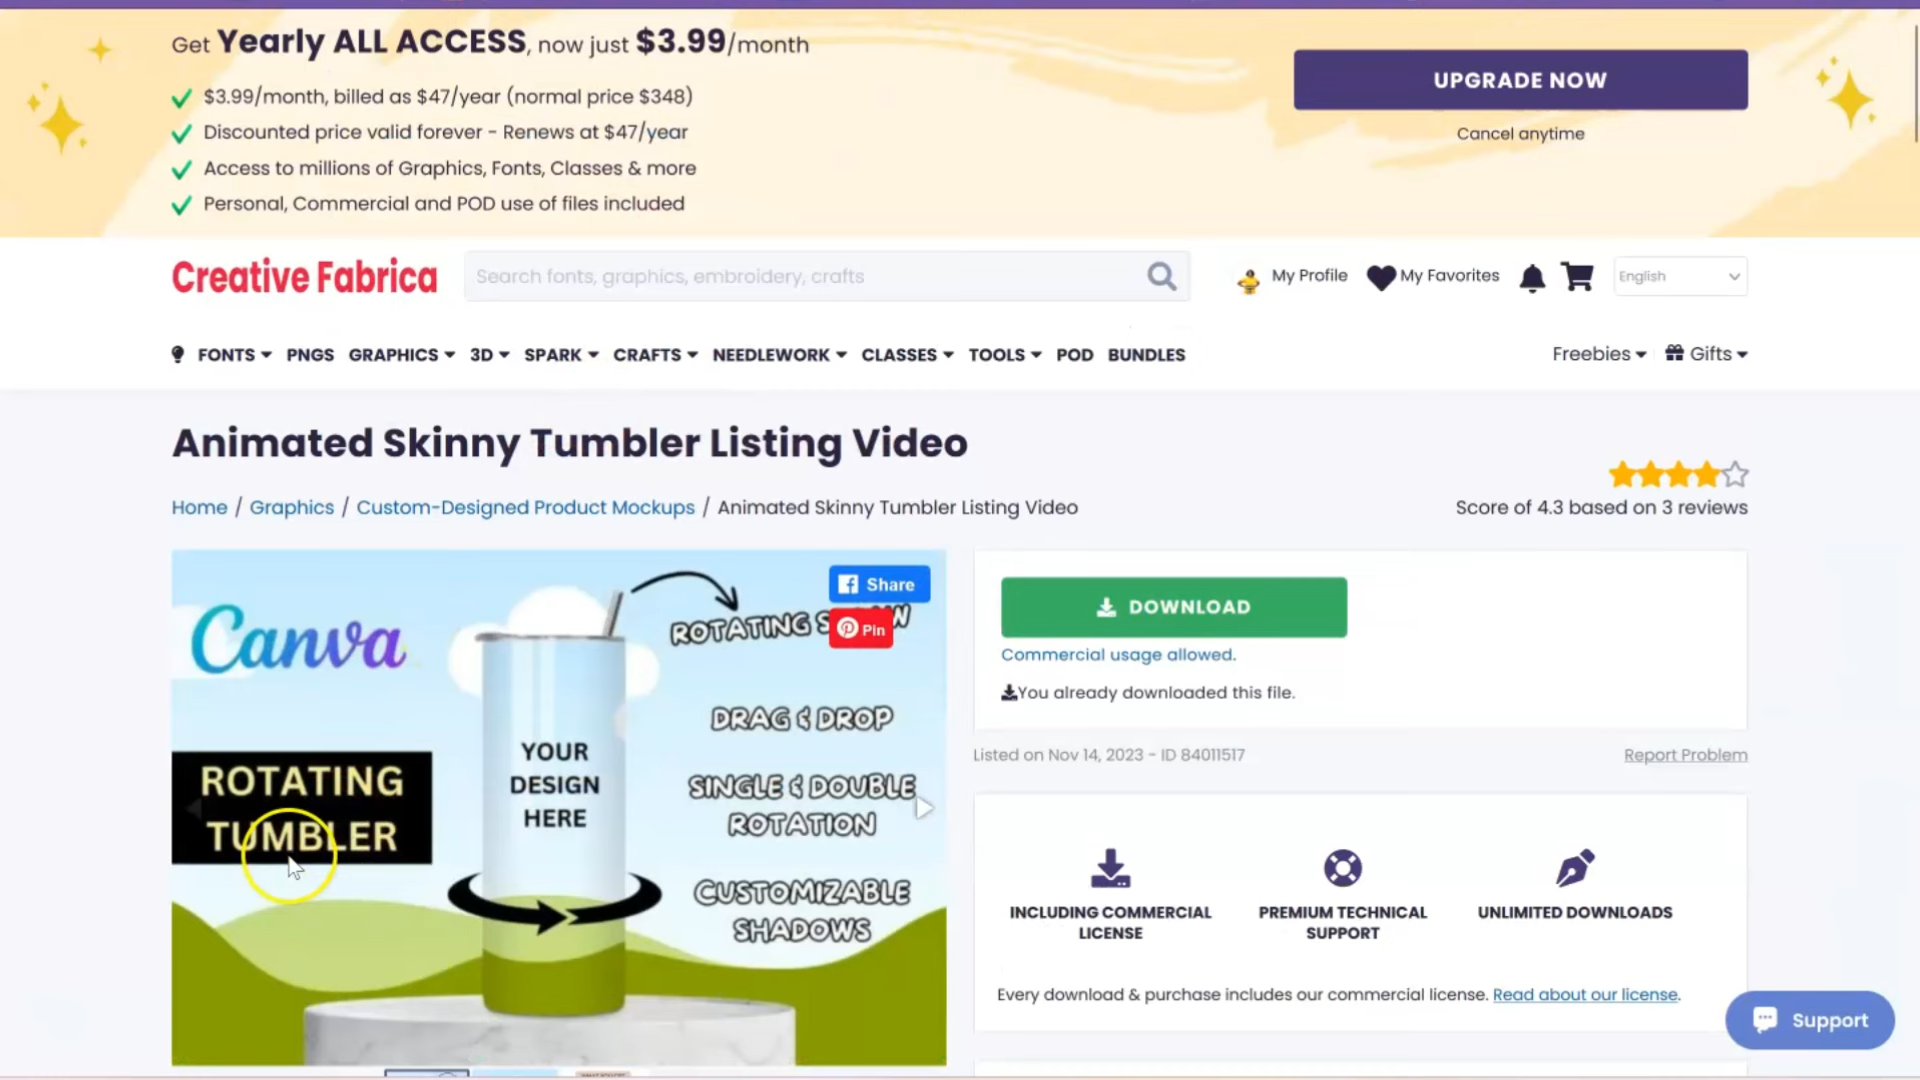 Get Yearly ALL ACCESS, now just $3.99/month
$3.99/month, billed as $47/year (normal price $348)
Discounted price valid forever - Renews at $47/year
Access to millions of Graphics, Fonts, Classes & more
Personal, Commercial and POD use of files included
UPGRADE NOW
Cancel anytime
Creative Fabrica
Search fonts, graphics, embroidery, crafts
My Profile
My Favorites
English
FONTS PNGS GRAPHICS 3D SPARK CRAFTS NEEDLEWORK CLASSES TOOLS POD BUNDLES
Freebies Gifts
Animated Skinny Tumbler Listing Video
Home / Graphics / Custom-Designed Product Mockups / Animated Skinny Tumbler Listing Video
Score of 4.3 based on 3 reviews
Canva
ROTATING
TUMBLER
YOUR
DESIGN
HERE
Share
Pin
ROTATING
DRAG & DROP
SINGLE & DOUBLE
ROTATION
CUSTOMIZABLE
SHADOWS
DOWNLOAD
Commercial usage allowed.
You already downloaded this file.
Listed on Nov 14, 2023 - ID 84011517
Report Problem
INCLUDING COMMERCIAL
LICENSE
PREMIUM TECHNICAL
SUPPORT
UNLIMITED DOWNLOADS
Every download & purchase includes our commercial license. Read about our license.
Support